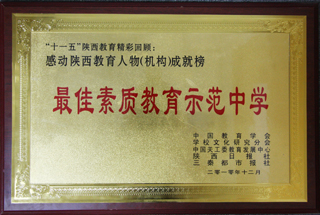 “十一五”陕西教育精彩回顾:
感动陕西教育人物(机构)成就榜
最佳素质教育示范中学
中国教育学会
学校文化研究分会
中国关工委教育发展中心
陕西日报社
三秦都市报社
二〇一〇年十二月